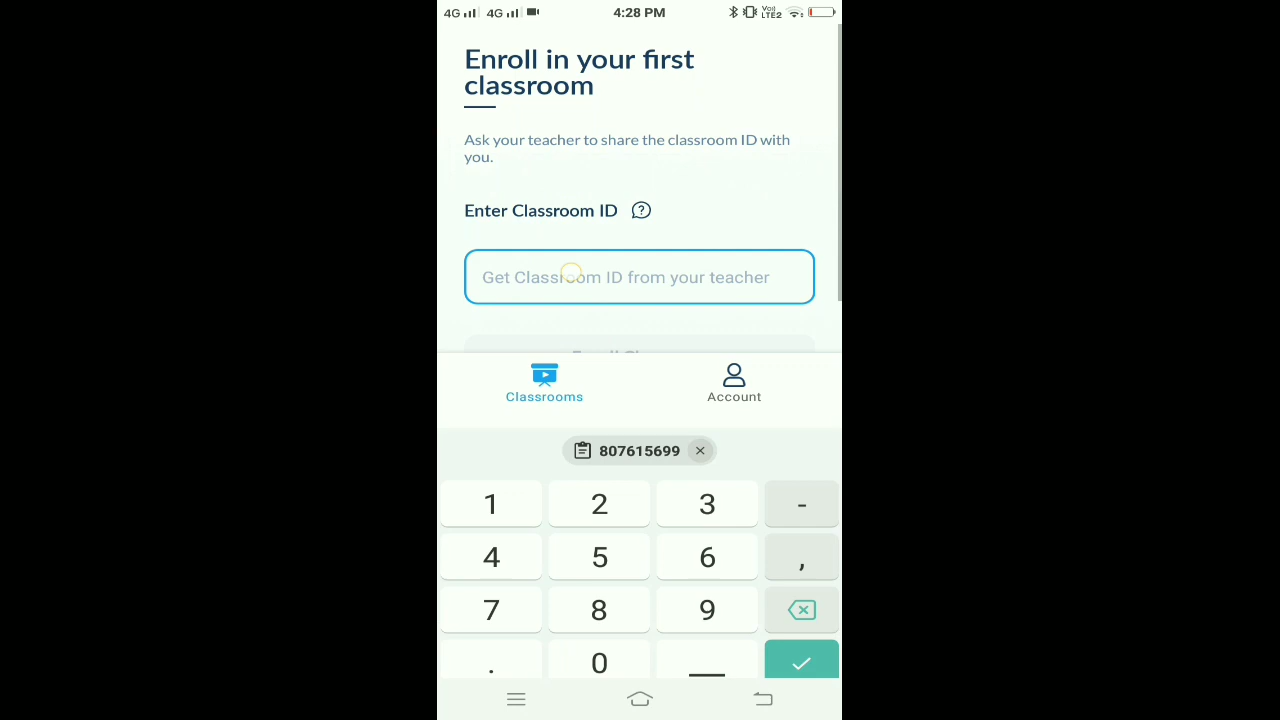 4G 4G 4:28 PM Vo) LTE2
Enroll in your first
classroom
Ask your teacher to share the classroom ID with
you.
Enter Classroom ID ?
Get Classroom ID from your teacher
Classrooms Account
807615699 ×
1 2 3 -
4 5 6 ,
7 8 9
. 0